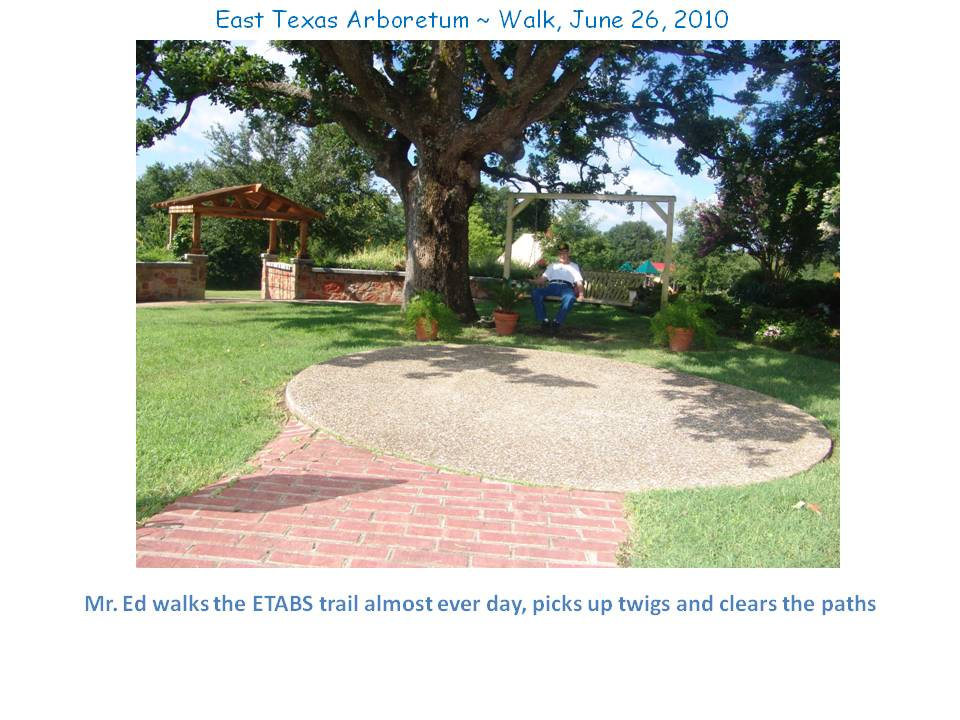 East Texas Arboretum ~ Walk, June 26, 2010
Mr. Ed walks the ETABS trail almost ever day, picks up twigs and clears the paths